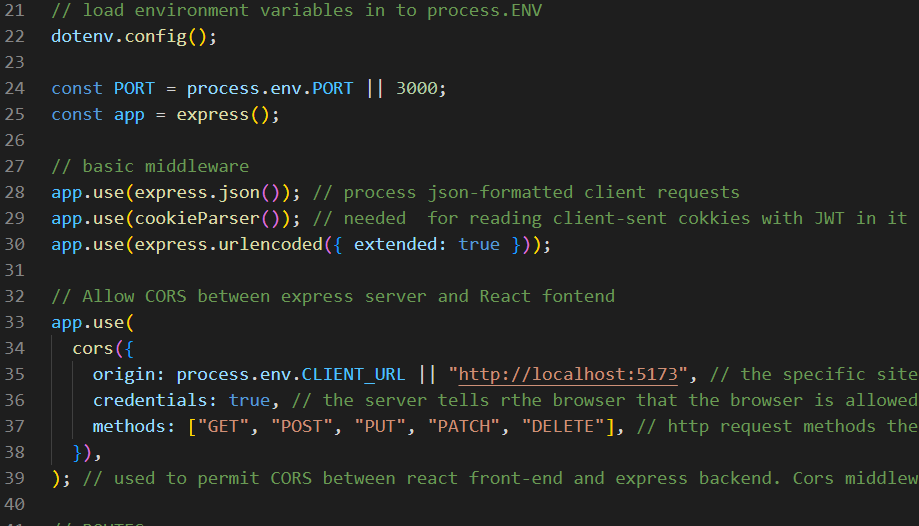 21 // load environment variables in to process.ENV
22 dotenv.config();
23
24 const PORT = process.env.PORT || 3000;
25 const app = express();
26
27 // basic middleware
28 app.use(express.json()); // process json-formatted client requests
29 app.use(cookieParser()); // needed  for reading client-sent cokkies with JWT in it
30 app.use(express.urlencoded({ extended: true }));
31
32 // Allow CORS between express server and React fontend
33 app.use(
34   cors({
35     origin: process.env.CLIENT_URL || "http://localhost:5173", // the specific site
36     credentials: true, // the server tells rthe browser that the browser is allowed
37     methods: ["GET", "POST", "PUT", "PATCH", "DELETE"], // http request methods the
38   }),
39 ); // used to permit CORS between react front-end and express backend. Cors middlew
40
41 // ROUTES